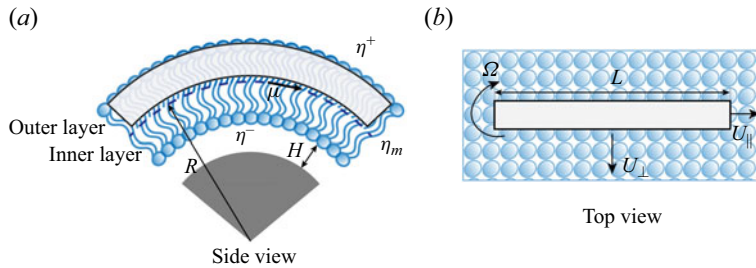 (a)
η⁺
μ
Outer layer
Inner layer
η⁻
H
ηₘ
R
Side view
(b)
Ω
L
U∥
U⊥
Top view